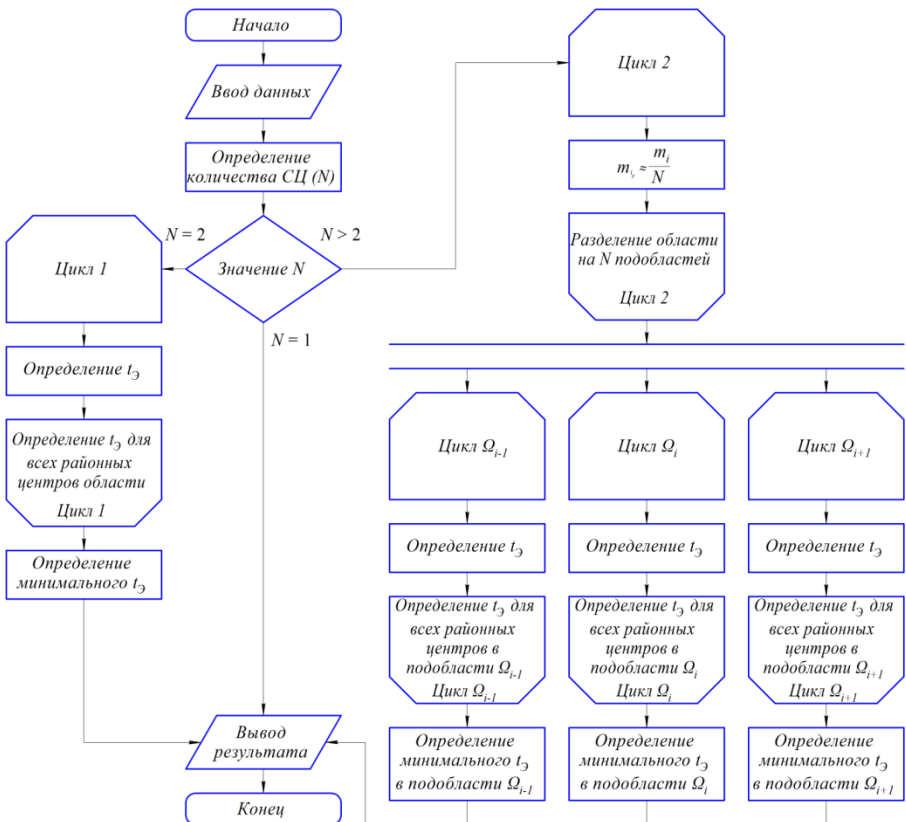 Начало
Ввод данных
Определение
количества СЦ (N)
Значение N
N = 2
N > 2
N = 1
Цикл 1
Определение tЭ
Определение tЭ для
всех районных
центров области
Цикл 1
Определение
минимального tЭ
Вывод
результата
Конец
Цикл 2
m_{i_p} ≈ m_i / N
Разделение области
на N подобластей
Цикл 2
Цикл Ωi-1
Определение tЭ
Определение tЭ для
всех районных
центров в
подобласти Ωi-1
Цикл Ωi-1
Определение
минимального tЭ
в подобласти Ωi-1
Цикл Ωi
Определение tЭ
Определение tЭ для
всех районных
центров в
подобласти Ωi
Цикл Ωi
Определение
минимального tЭ
в подобласти Ωi
Цикл Ωi+1
Определение tЭ
Определение tЭ для
всех районных
центров в
подобласти Ωi+1
Цикл Ωi+1
Определение
минимального tЭ
в подобласти Ωi+1